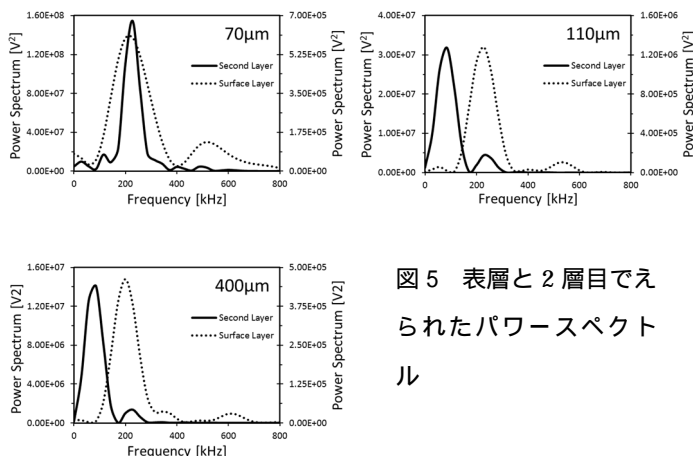 1.60E+08
7.00E+05
70μm
1.20E+08
5.25E+05
Second Layer
Surface Layer
8.00E+07
3.50E+05
4.00E+07
1.75E+05
0.00E+00
0.00E+00
0 200 400 600 800
Frequency [kHz]
Power Spectrum [V²]
Power Spectrum [V²]
4.00E+07
1.60E+06
110μm
3.00E+07
1.20E+06
Second Layer
Surface Layer
2.00E+07
8.00E+05
1.00E+07
4.00E+05
0.00E+00
0.00E+00
0 200 400 600 800
Frequency [kHz]
Power Spectrum [V²]
Power Spectrum [V²]
1.60E+07
5.00E+05
400μm
1.20E+07
3.75E+05
Second Layer
Surface Layer
8.00E+06
2.50E+05
4.00E+06
1.25E+05
0.00E+00
0.00E+00
0 200 400 600 800
Frequency [kHz]
Power Spectrum [V2]
Power Spectrum [V²]
図 5 表層と 2 層目でえ
られたパワースペクト
ル